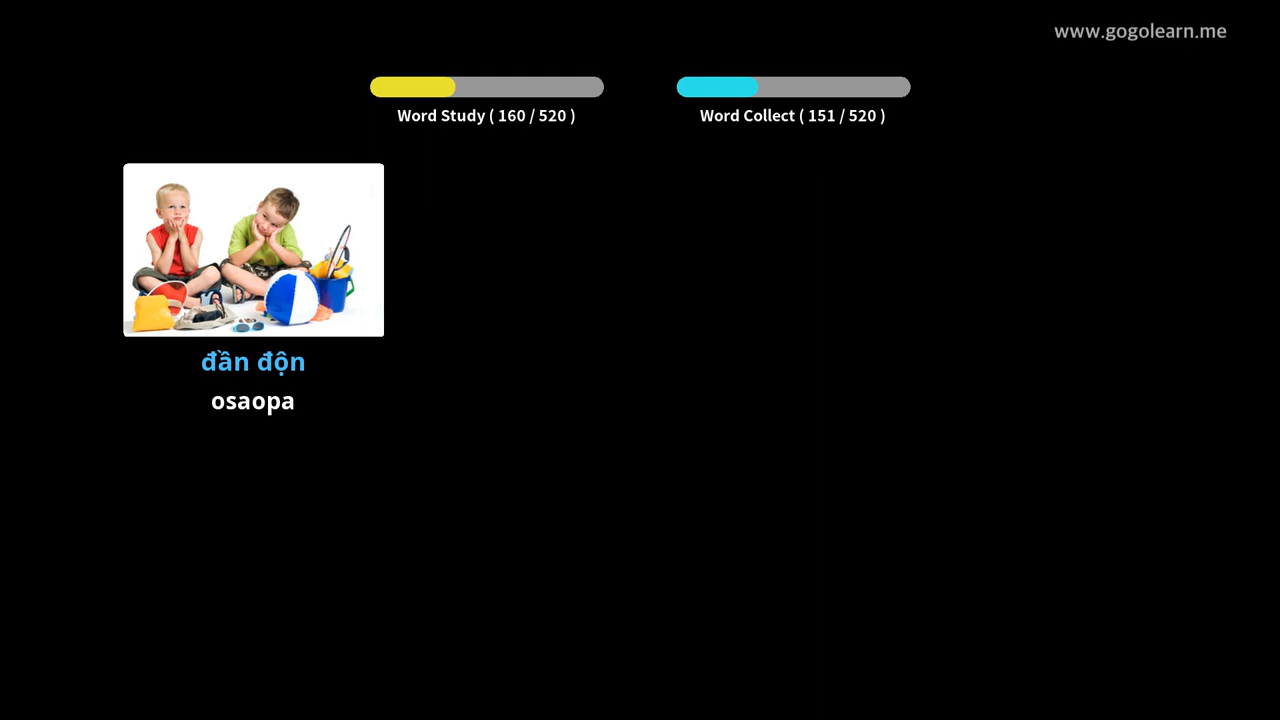 www.gogolearn.me
Word Study ( 160 / 520 )
Word Collect ( 151 / 520 )
đần độn
osaopa